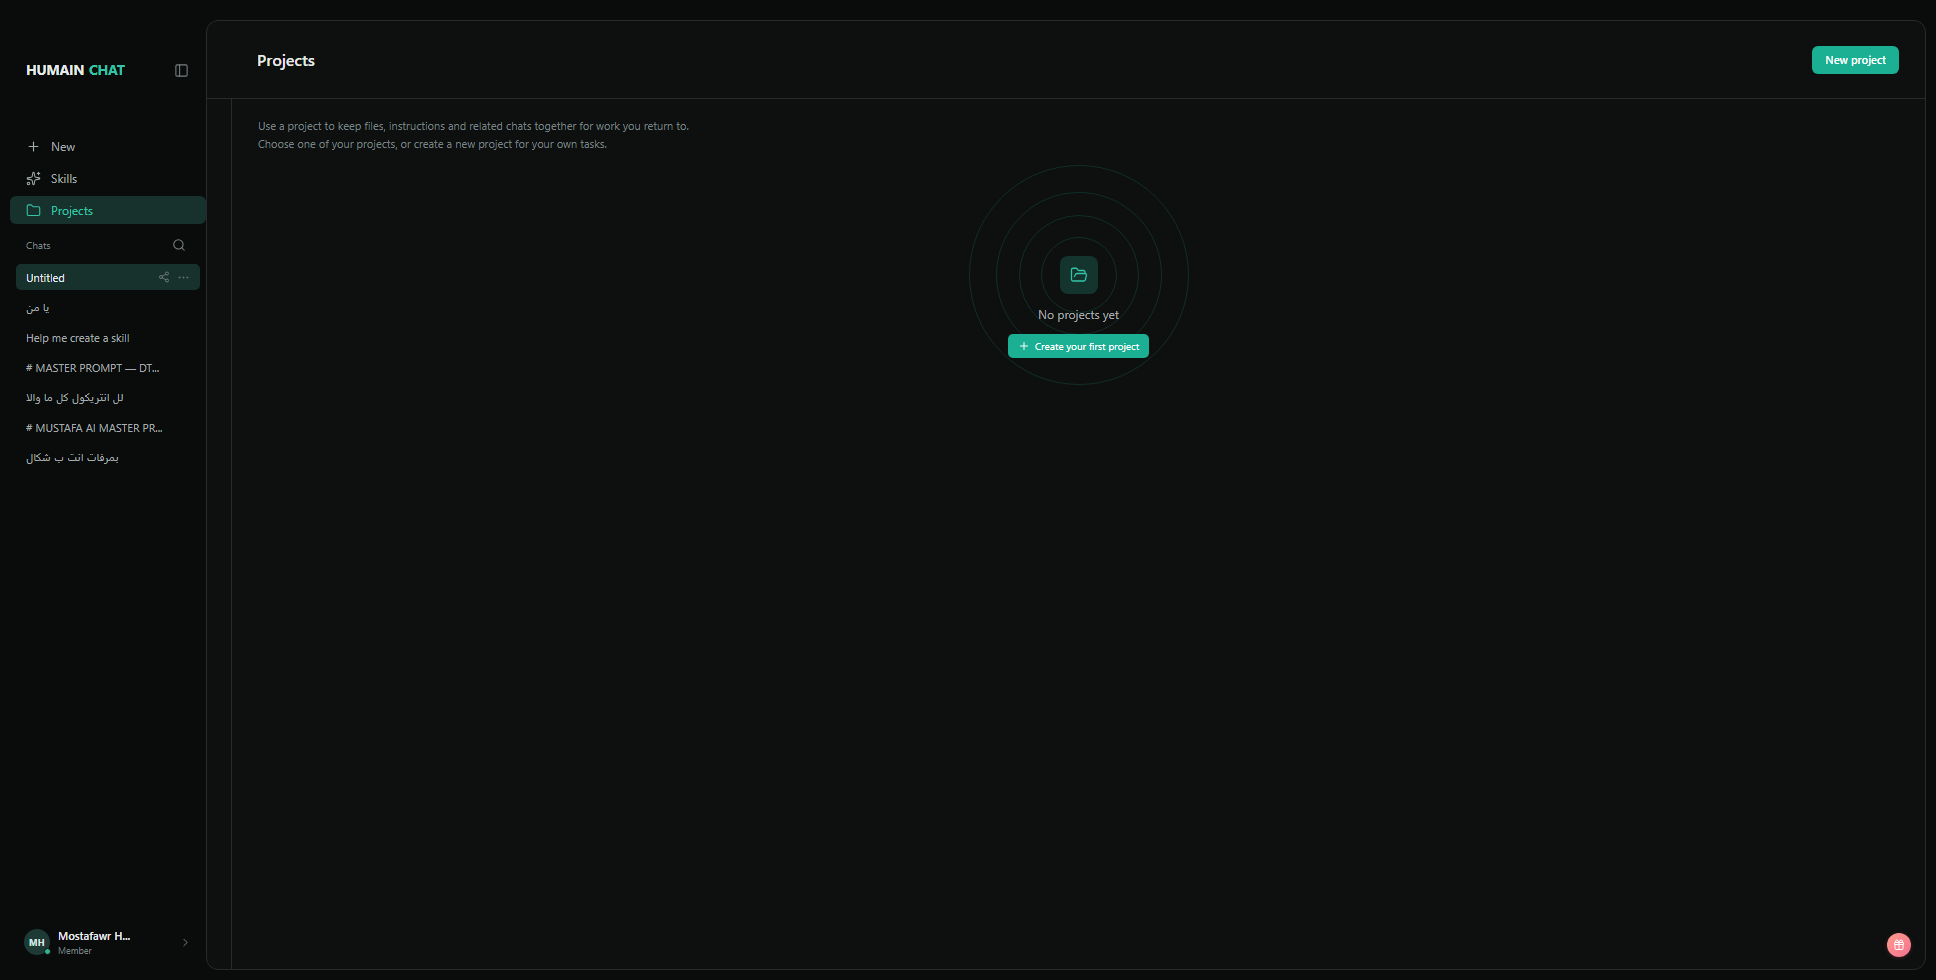 HUMAIN CHAT
New
Skills
Projects
Chats
Untitled
يا من
Help me create a skill
# MASTER PROMPT — DT...
لل انتريكول كل ما والا
# MUSTAFA AI MASTER PR...
بمرفات انت ب شكال
MH
Mostafawr H...
Member
Projects
New project
Use a project to keep files, instructions and related chats together for work you return to.
Choose one of your projects, or create a new project for your own tasks.
No projects yet
Create your first project